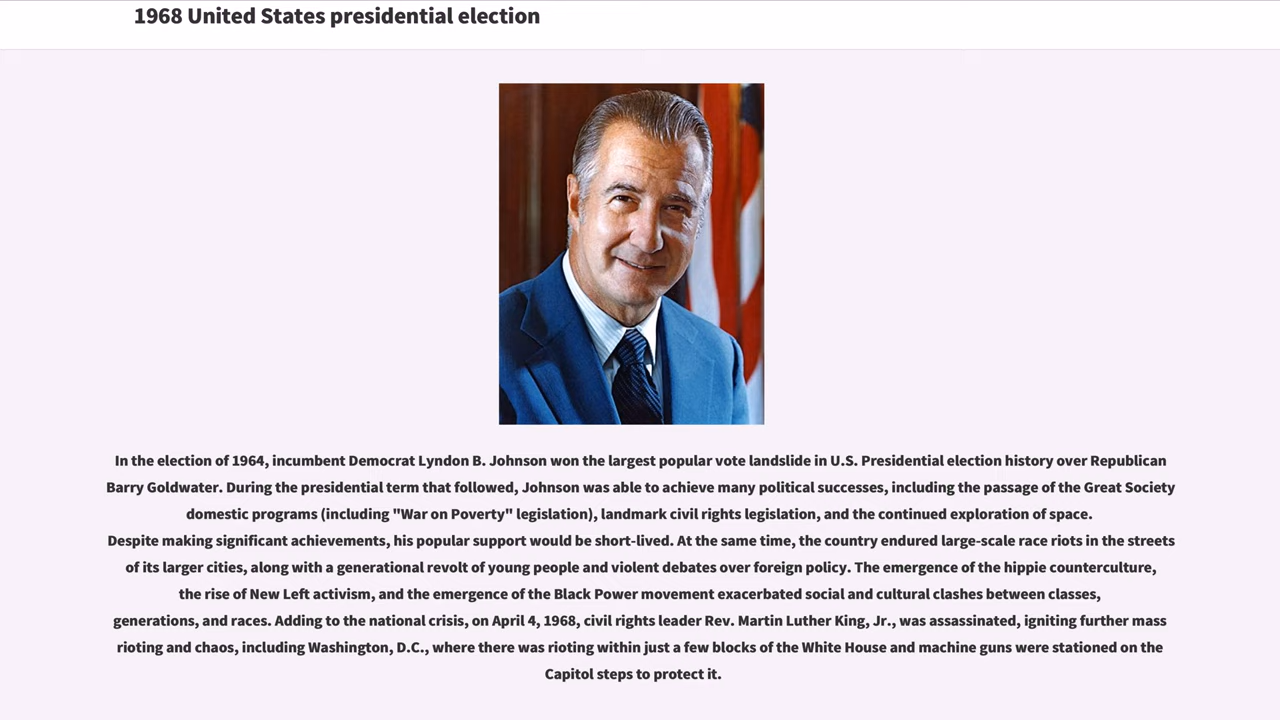 1968 United States presidential election
In the election of 1964, incumbent Democrat Lyndon B. Johnson won the largest popular vote landslide in U.S. Presidential election history over Republican
Barry Goldwater. During the presidential term that followed, Johnson was able to achieve many political successes, including the passage of the Great Society
domestic programs (including "War on Poverty" legislation), landmark civil rights legislation, and the continued exploration of space.
Despite making significant achievements, his popular support would be short-lived. At the same time, the country endured large-scale race riots in the streets
of its larger cities, along with a generational revolt of young people and violent debates over foreign policy. The emergence of the hippie counterculture,
the rise of New Left activism, and the emergence of the Black Power movement exacerbated social and cultural clashes between classes,
generations, and races. Adding to the national crisis, on April 4, 1968, civil rights leader Rev. Martin Luther King, Jr., was assassinated, igniting further mass
rioting and chaos, including Washington, D.C., where there was rioting within just a few blocks of the White House and machine guns were stationed on the
Capitol steps to protect it.